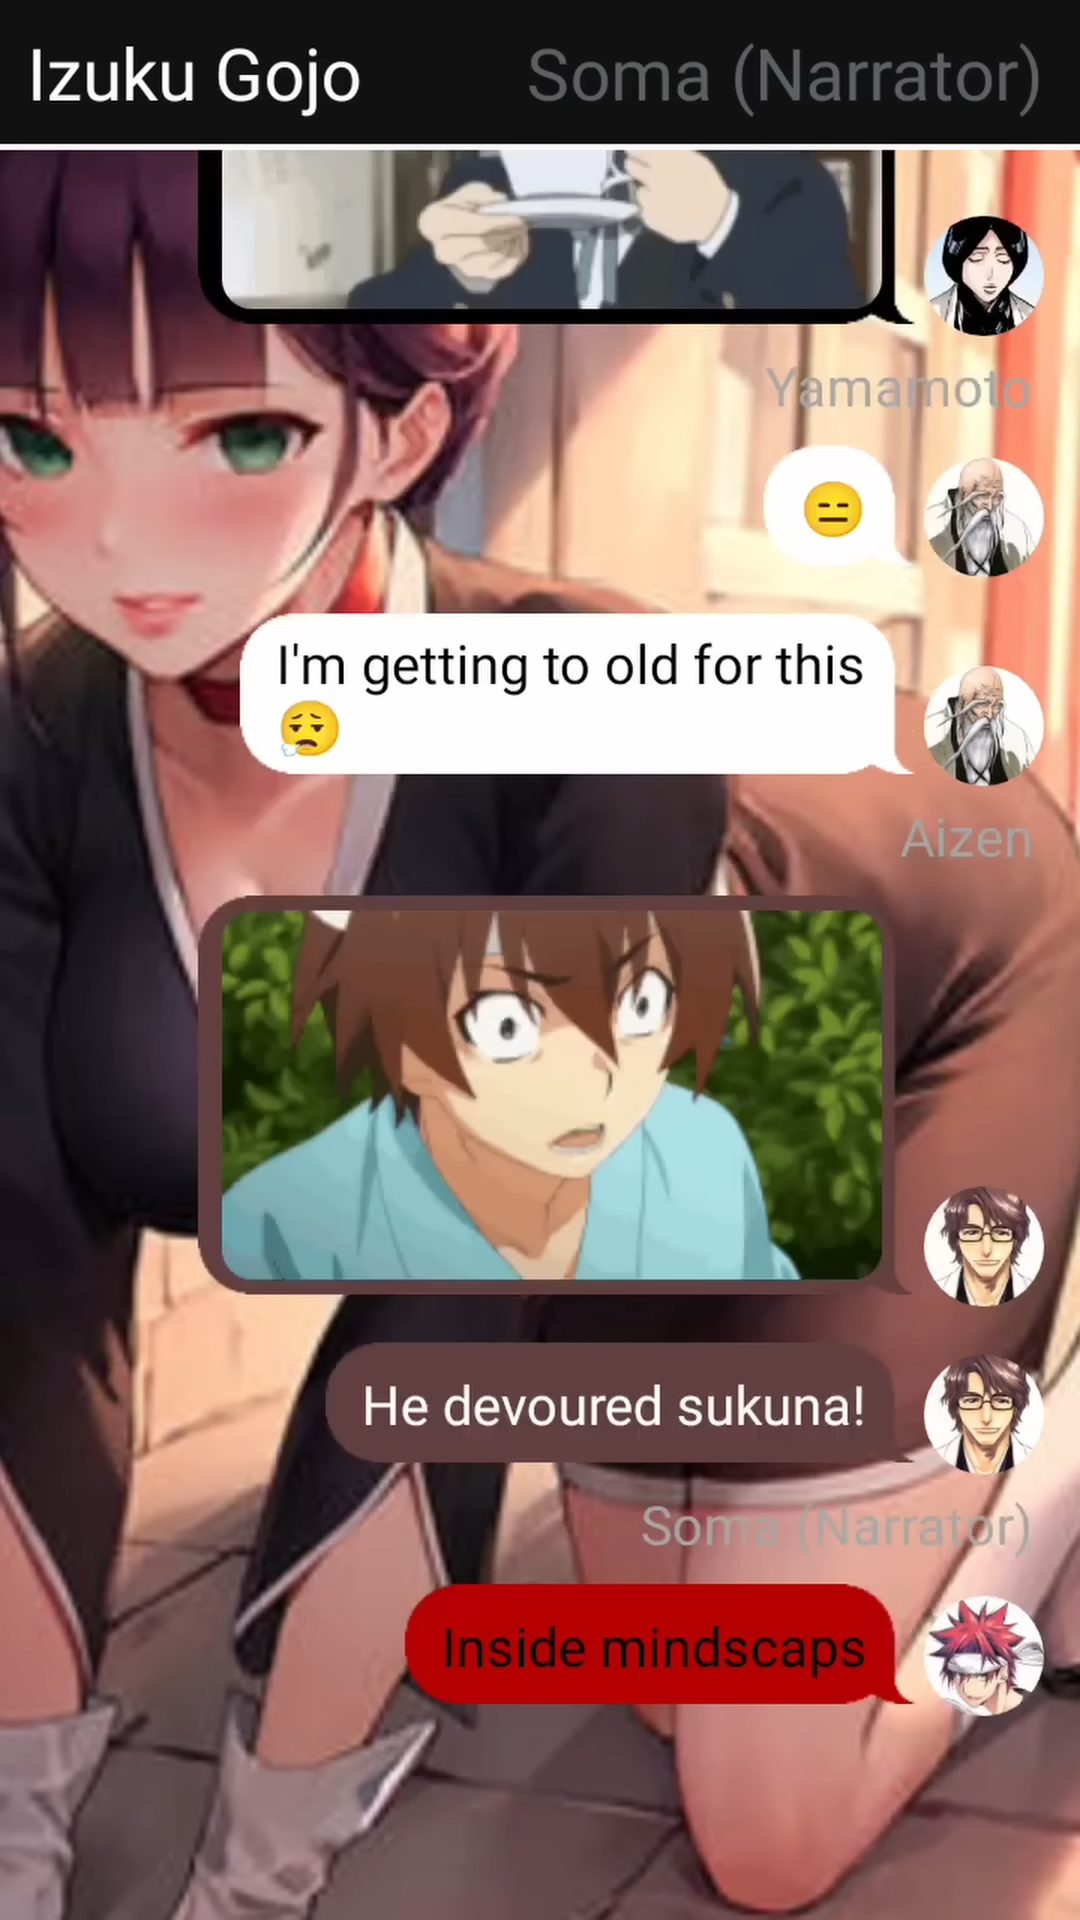 Izuku Gojo
Soma (Narrator)
Yamamoto
😑
I'm getting to old for this
😮‍💨
Aizen
He devoured sukuna!
Soma (Narrator)
Inside mindscaps